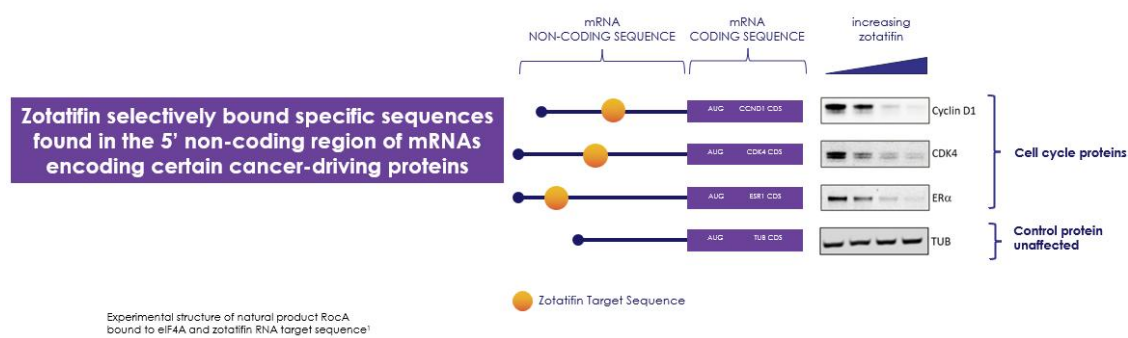 mRNA
NON-CODING SEQUENCE
mRNA
CODING SEQUENCE
increasing
zotatifin
Zotatifin selectively bound specific sequences
found in the 5' non-coding region of mRNAs
encoding certain cancer-driving proteins
AUG CCND1 CDS
Cyclin D1
AUG CDK4 CDS
CDK4
AUG ESR1 CDS
ERα
Cell cycle proteins
AUG TUB CDS
TUB
Control protein
unaffected
Zotatifin Target Sequence
Experimental structure of natural product RocA
bound to eIF4A and zotatifin RNA target sequence¹